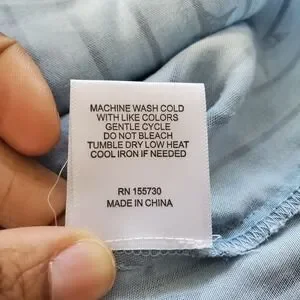 MACHINE WASH COLD
WITH LIKE COLORS
GENTLE CYCLE
DO NOT BLEACH
TUMBLE DRY LOW HEAT
COOL IRON IF NEEDED
RN 155730
MADE IN CHINA